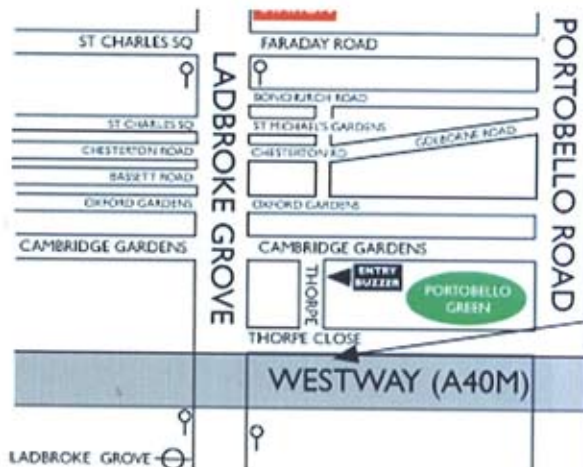 ST CHARLES SQ
FARADAY ROAD
LADBROKE GROVE
PORTOBELLO ROAD
BONCHURCH ROAD
ST CHARLES SQ
ST MICHAEL'S GARDENS
GOLBORNE ROAD
CHESTERTON ROAD
CHESTERTON RD
BASSETT ROAD
OXFORD GARDENS
OXFORD GARDENS
CAMBRIDGE GARDENS
CAMBRIDGE GARDENS
THORPE
ENTRY
BUZZER
PORTOBELLO
GREEN
THORPE CLOSE
WESTWAY (A40M)
LADBROKE GROVE